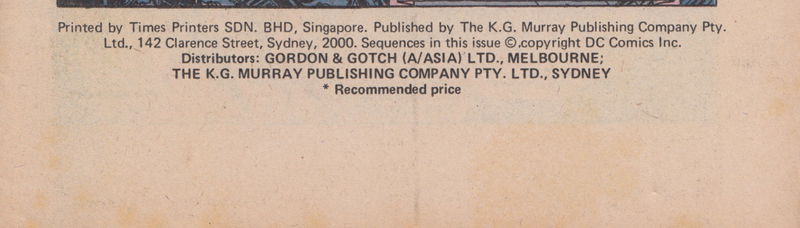 Printed by Times Printers SDN. BHD, Singapore. Published by The K.G. Murray Publishing Company Pty.
Ltd., 142 Clarence Street, Sydney, 2000. Sequences in this issue ©.copyright DC Comics Inc.
Distributors: GORDON & GOTCH (A/ASIA) LTD., MELBOURNE;
THE K.G. MURRAY PUBLISHING COMPANY PTY. LTD., SYDNEY
* Recommended price